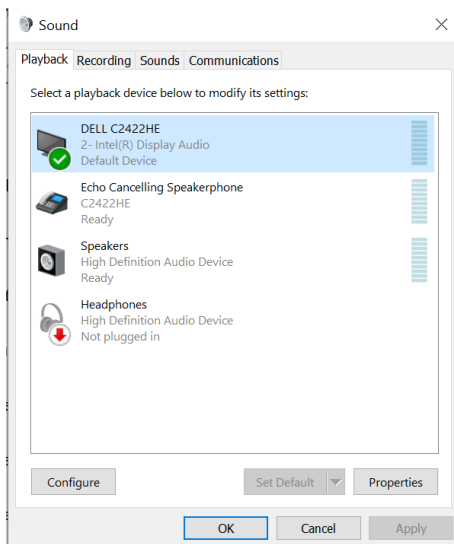 Sound
Playback Recording Sounds Communications
Select a playback device below to modify its settings:
DELL C2422HE
2- Intel(R) Display Audio
Default Device
Echo Cancelling Speakerphone
C2422HE
Ready
Speakers
High Definition Audio Device
Ready
Headphones
High Definition Audio Device
Not plugged in
Configure Set Default Properties
OK Cancel Apply